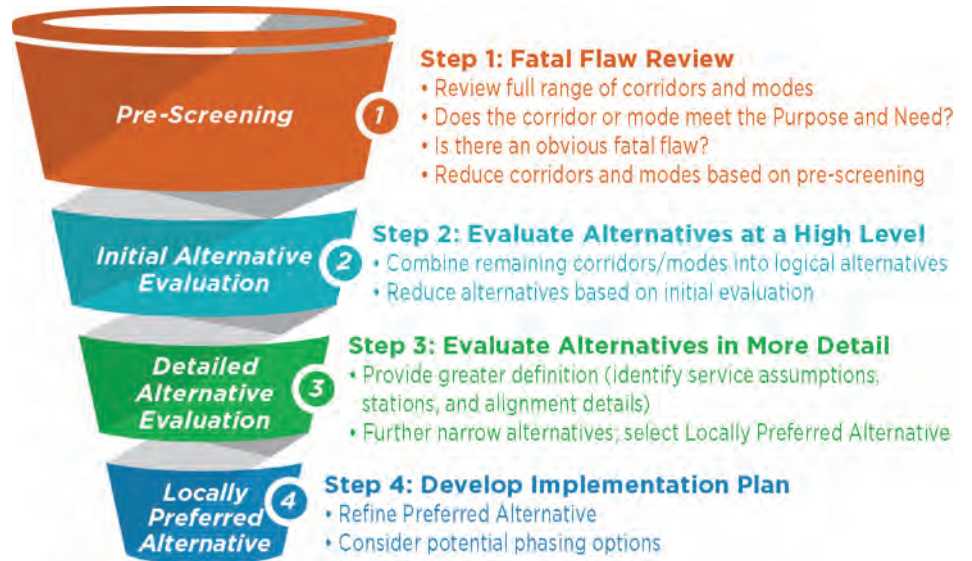 Pre-Screening
1
Step 1: Fatal Flaw Review
• Review full range of corridors and modes
• Does the corridor or mode meet the Purpose and Need?
• Is there an obvious fatal flaw?
• Reduce corridors and modes based on pre-screening
Initial Alternative
Evaluation
2
Step 2: Evaluate Alternatives at a High Level
• Combine remaining corridors/modes into logical alternatives
• Reduce alternatives based on initial evaluation
Detailed
Alternative
Evaluation
3
Step 3: Evaluate Alternatives in More Detail
• Provide greater definition (identify service assumptions,
stations, and alignment details)
• Further narrow alternatives; select Locally Preferred Alternative
Locally
Preferred
Alternative
4
Step 4: Develop Implementation Plan
• Refine Preferred Alternative
• Consider potential phasing options